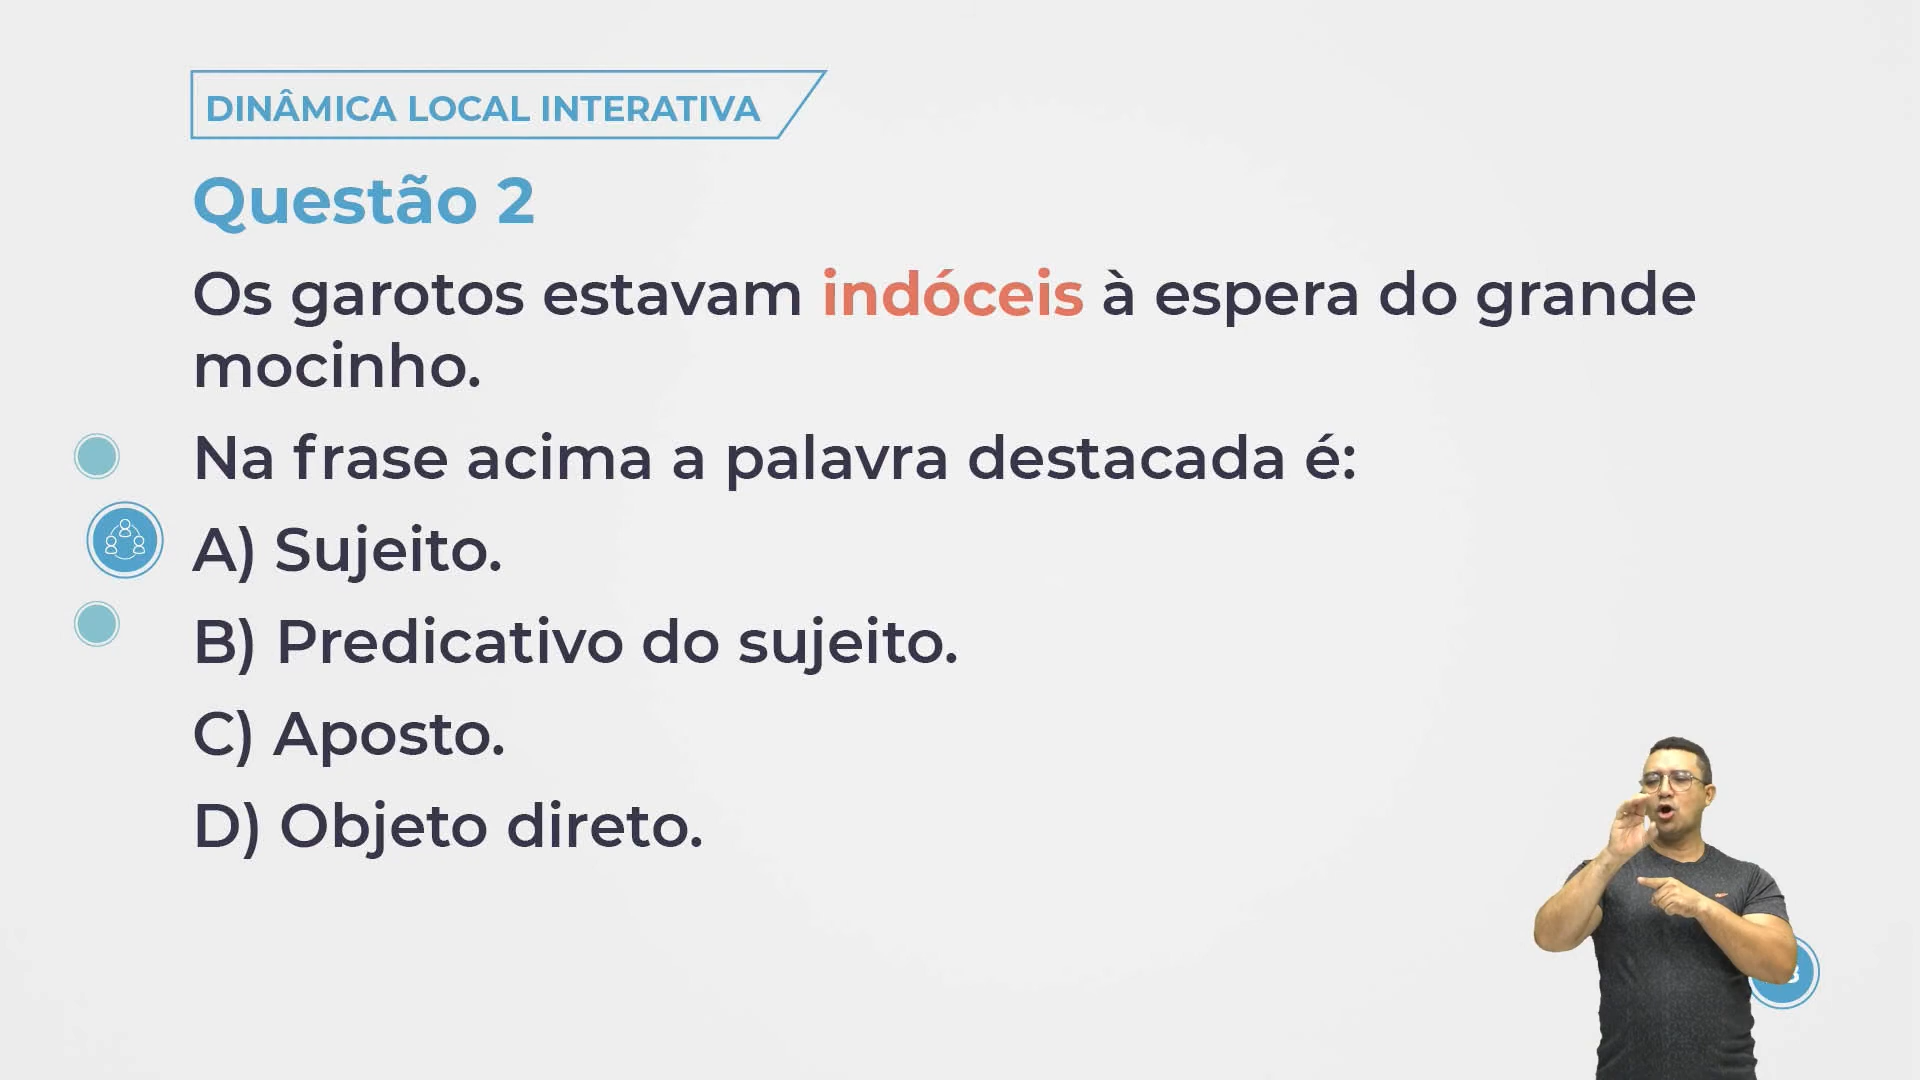 DINÂMICA LOCAL INTERATIVA
Questão 2
Os garotos estavam indóceis à espera do grande
mocinho.
Na frase acima a palavra destacada é:
A) Sujeito.
B) Predicativo do sujeito.
C) Aposto.
D) Objeto direto.